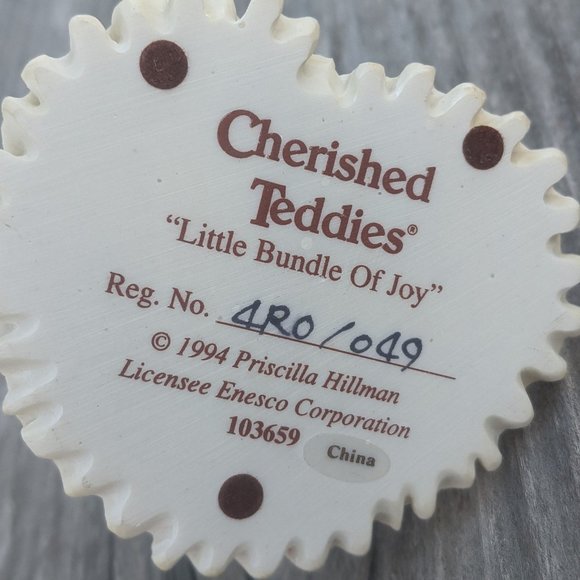 Cherished
Teddies®
“Little Bundle Of Joy”
Reg. No. 4R0/049
© 1994 Priscilla Hillman
Licensee Enesco Corporation
103659 China